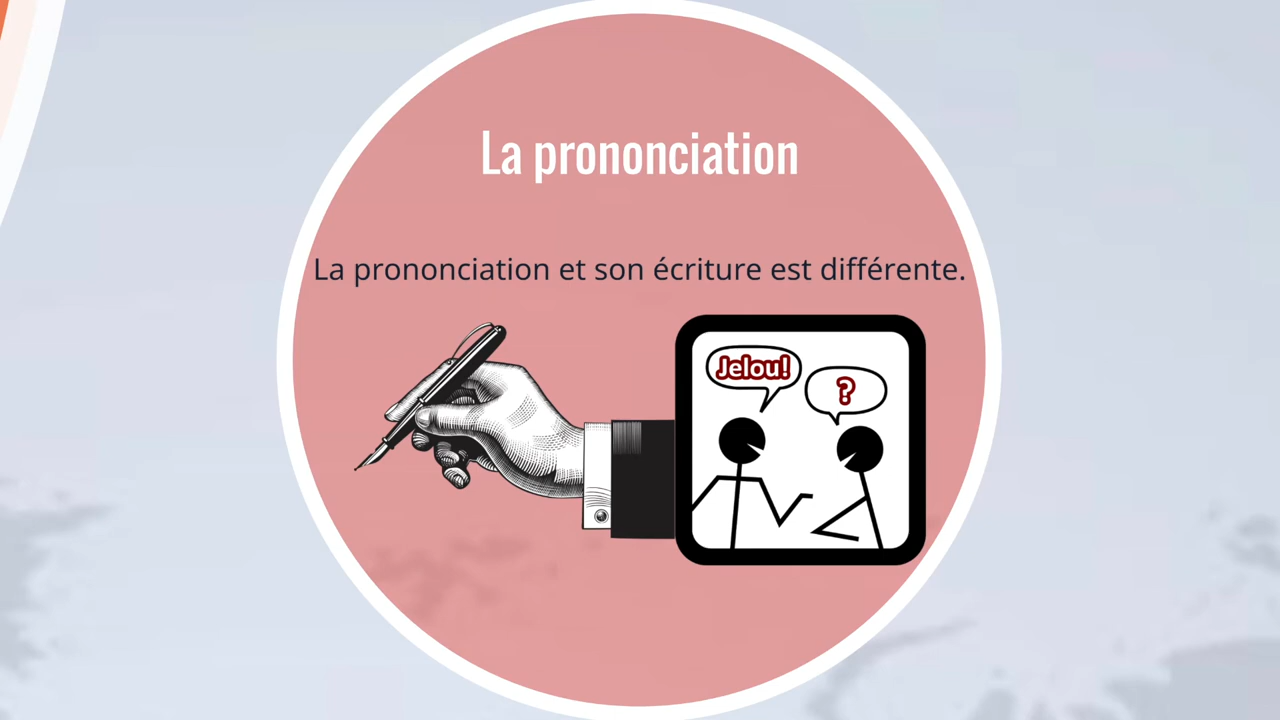 La prononciation
La prononciation et son écriture est différente.
Jelou!
?